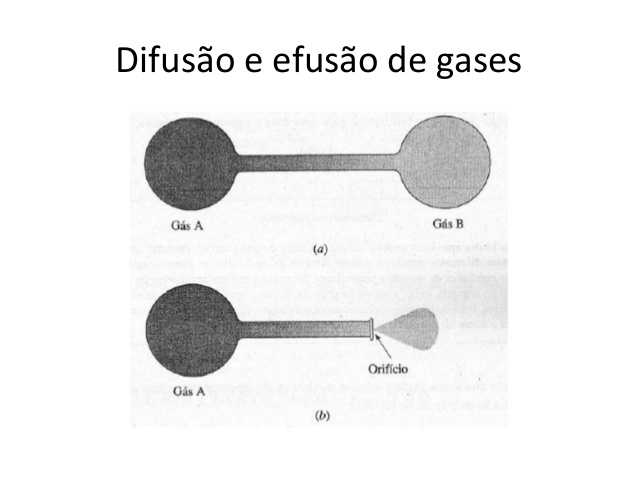 Difusão e efusão de gases
Gás A
Gás B
(a)
Orifício
Gás A
(b)